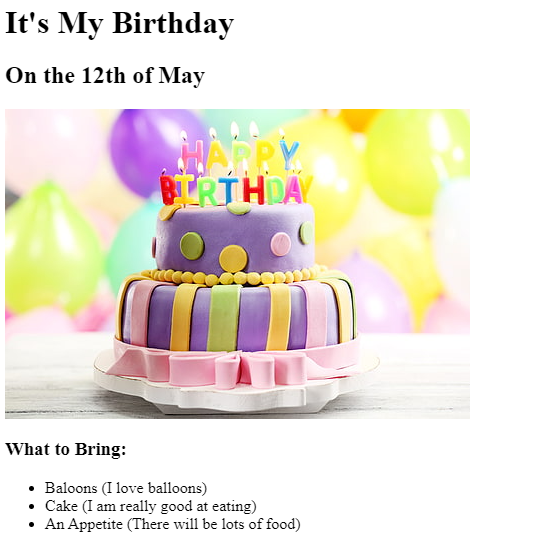 It's My Birthday
On the 12th of May
HAPPY
BIRTHDAY
What to Bring:
Baloons (I love balloons)
Cake (I am really good at eating)
An Appetite (There will be lots of food)